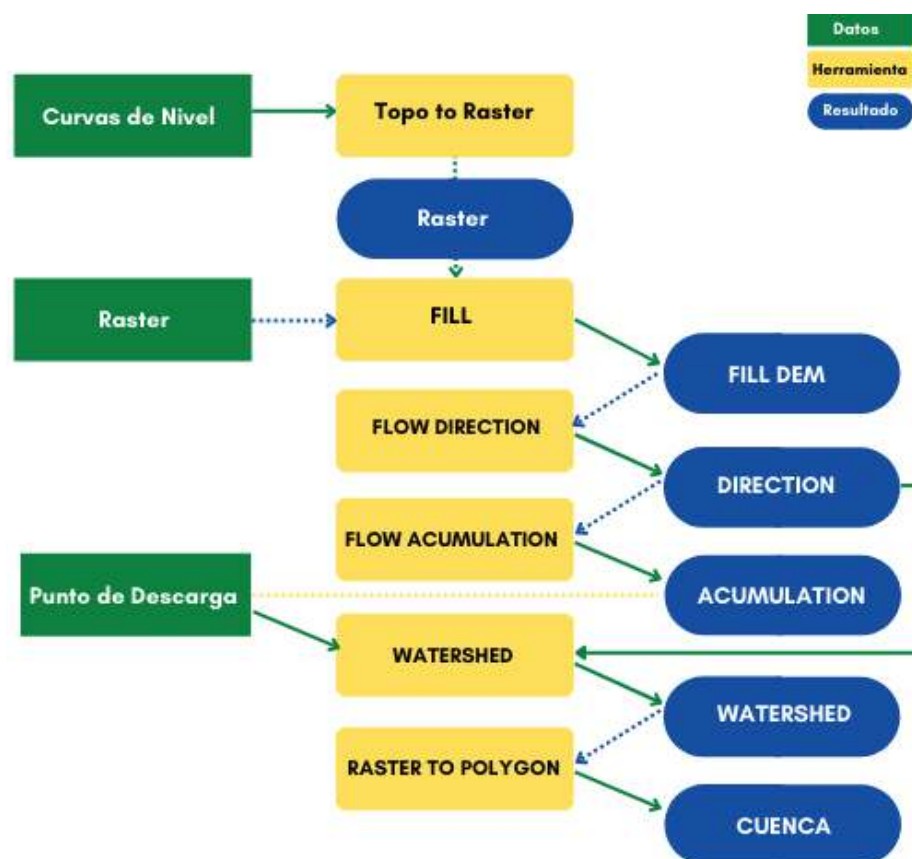 Datos
Herramienta
Resultado
Curvas de Nivel
Topo to Raster
Raster
Raster
FILL
FILL DEM
FLOW DIRECTION
DIRECTION
FLOW ACUMULATION
Punto de Descarga
ACUMULATION
WATERSHED
WATERSHED
RASTER TO POLYGON
CUENCA